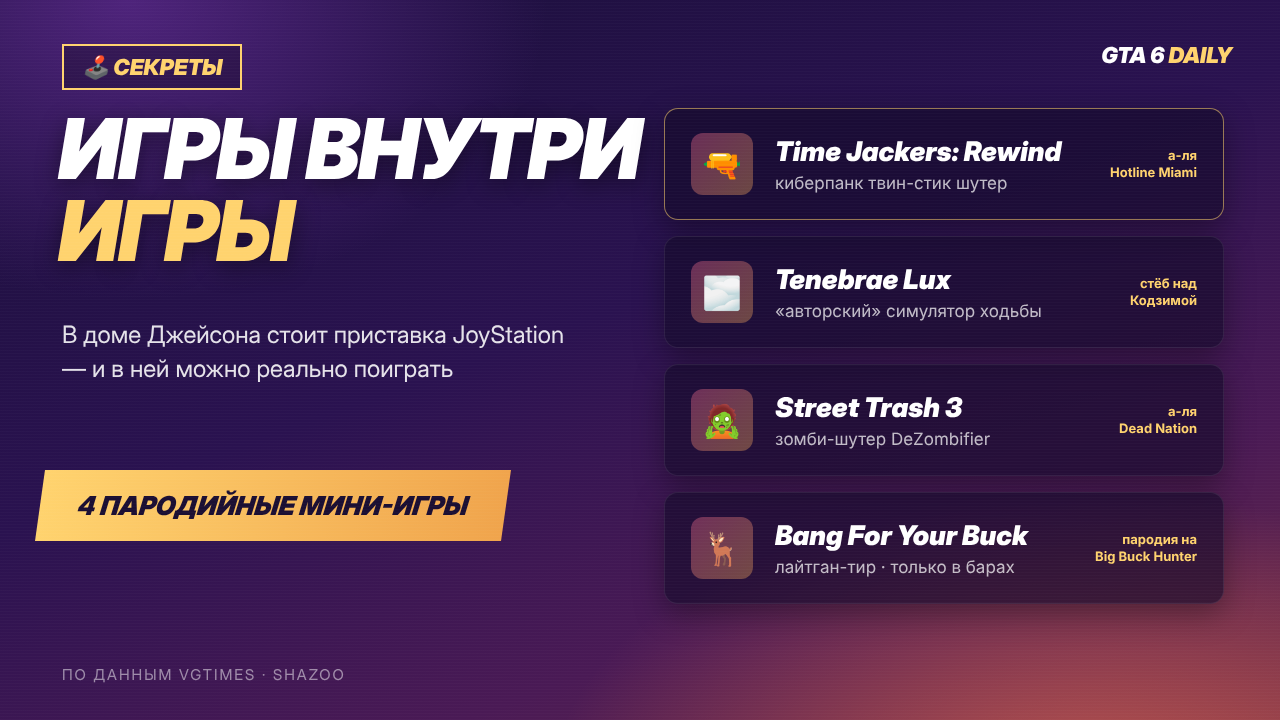 СЕКРЕТЫ
GTA 6 DAILY
ИГРЫ ВНУТРИ
ИГРЫ
В доме Джейсона стоит приставка JoyStation
— и в ней можно реально поиграть
4 ПАРОДИЙНЫЕ МИНИ-ИГРЫ
Time Jackers: Rewind
киберпанк твин-стик шутер
а-ля
Hotline Miami
Tenebrae Lux
«авторский» симулятор ходьбы
стёб над
Кодзимой
Street Trash 3
зомби-шутер DeZombifier
а-ля
Dead Nation
Bang For Your Buck
лайтган-тир · только в барах
пародия на
Big Buck Hunter
ПО ДАННЫМ VGTIMES · SHAZOO